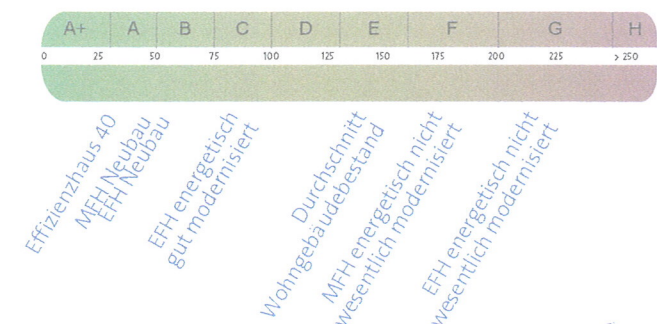 A+ A B C D E F G H
0 25 50 75 100 125 150 175 200 225 > 250
Effizienzhaus 40
MFH Neubau
EFH Neubau
EFH energetisch
gut modernisiert
Durchschnitt
Wohngebäudebestand
MFH energetisch nicht
wesentlich modernisiert
EFH energetisch nicht
wesentlich modernisiert